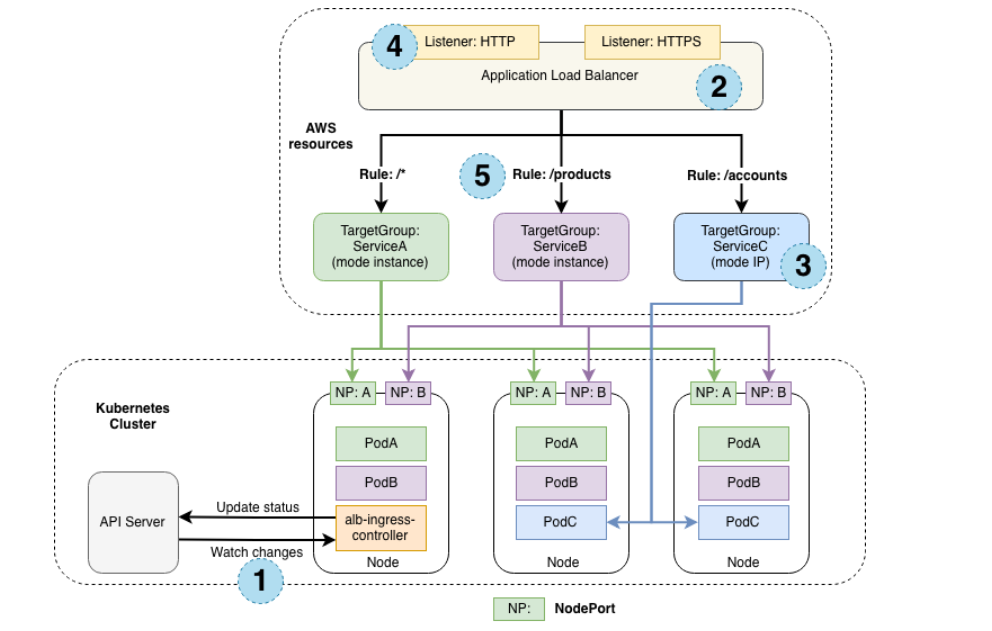 4
Listener: HTTP
Listener: HTTPS
Application Load Balancer
2
AWS
resources
Rule: /*
5
Rule: /products
Rule: /accounts
TargetGroup:
ServiceA
(mode instance)
TargetGroup:
ServiceB
(mode instance)
TargetGroup:
ServiceC
(mode IP)
3
Kubernetes
Cluster
NP: A
NP: B
NP: A
NP: B
NP: A
NP: B
PodA
PodB
alb-ingress-
controller
Node
PodA
PodB
PodC
Node
PodA
PodB
PodC
Node
API Server
Update status
Watch changes
1
NP:
NodePort